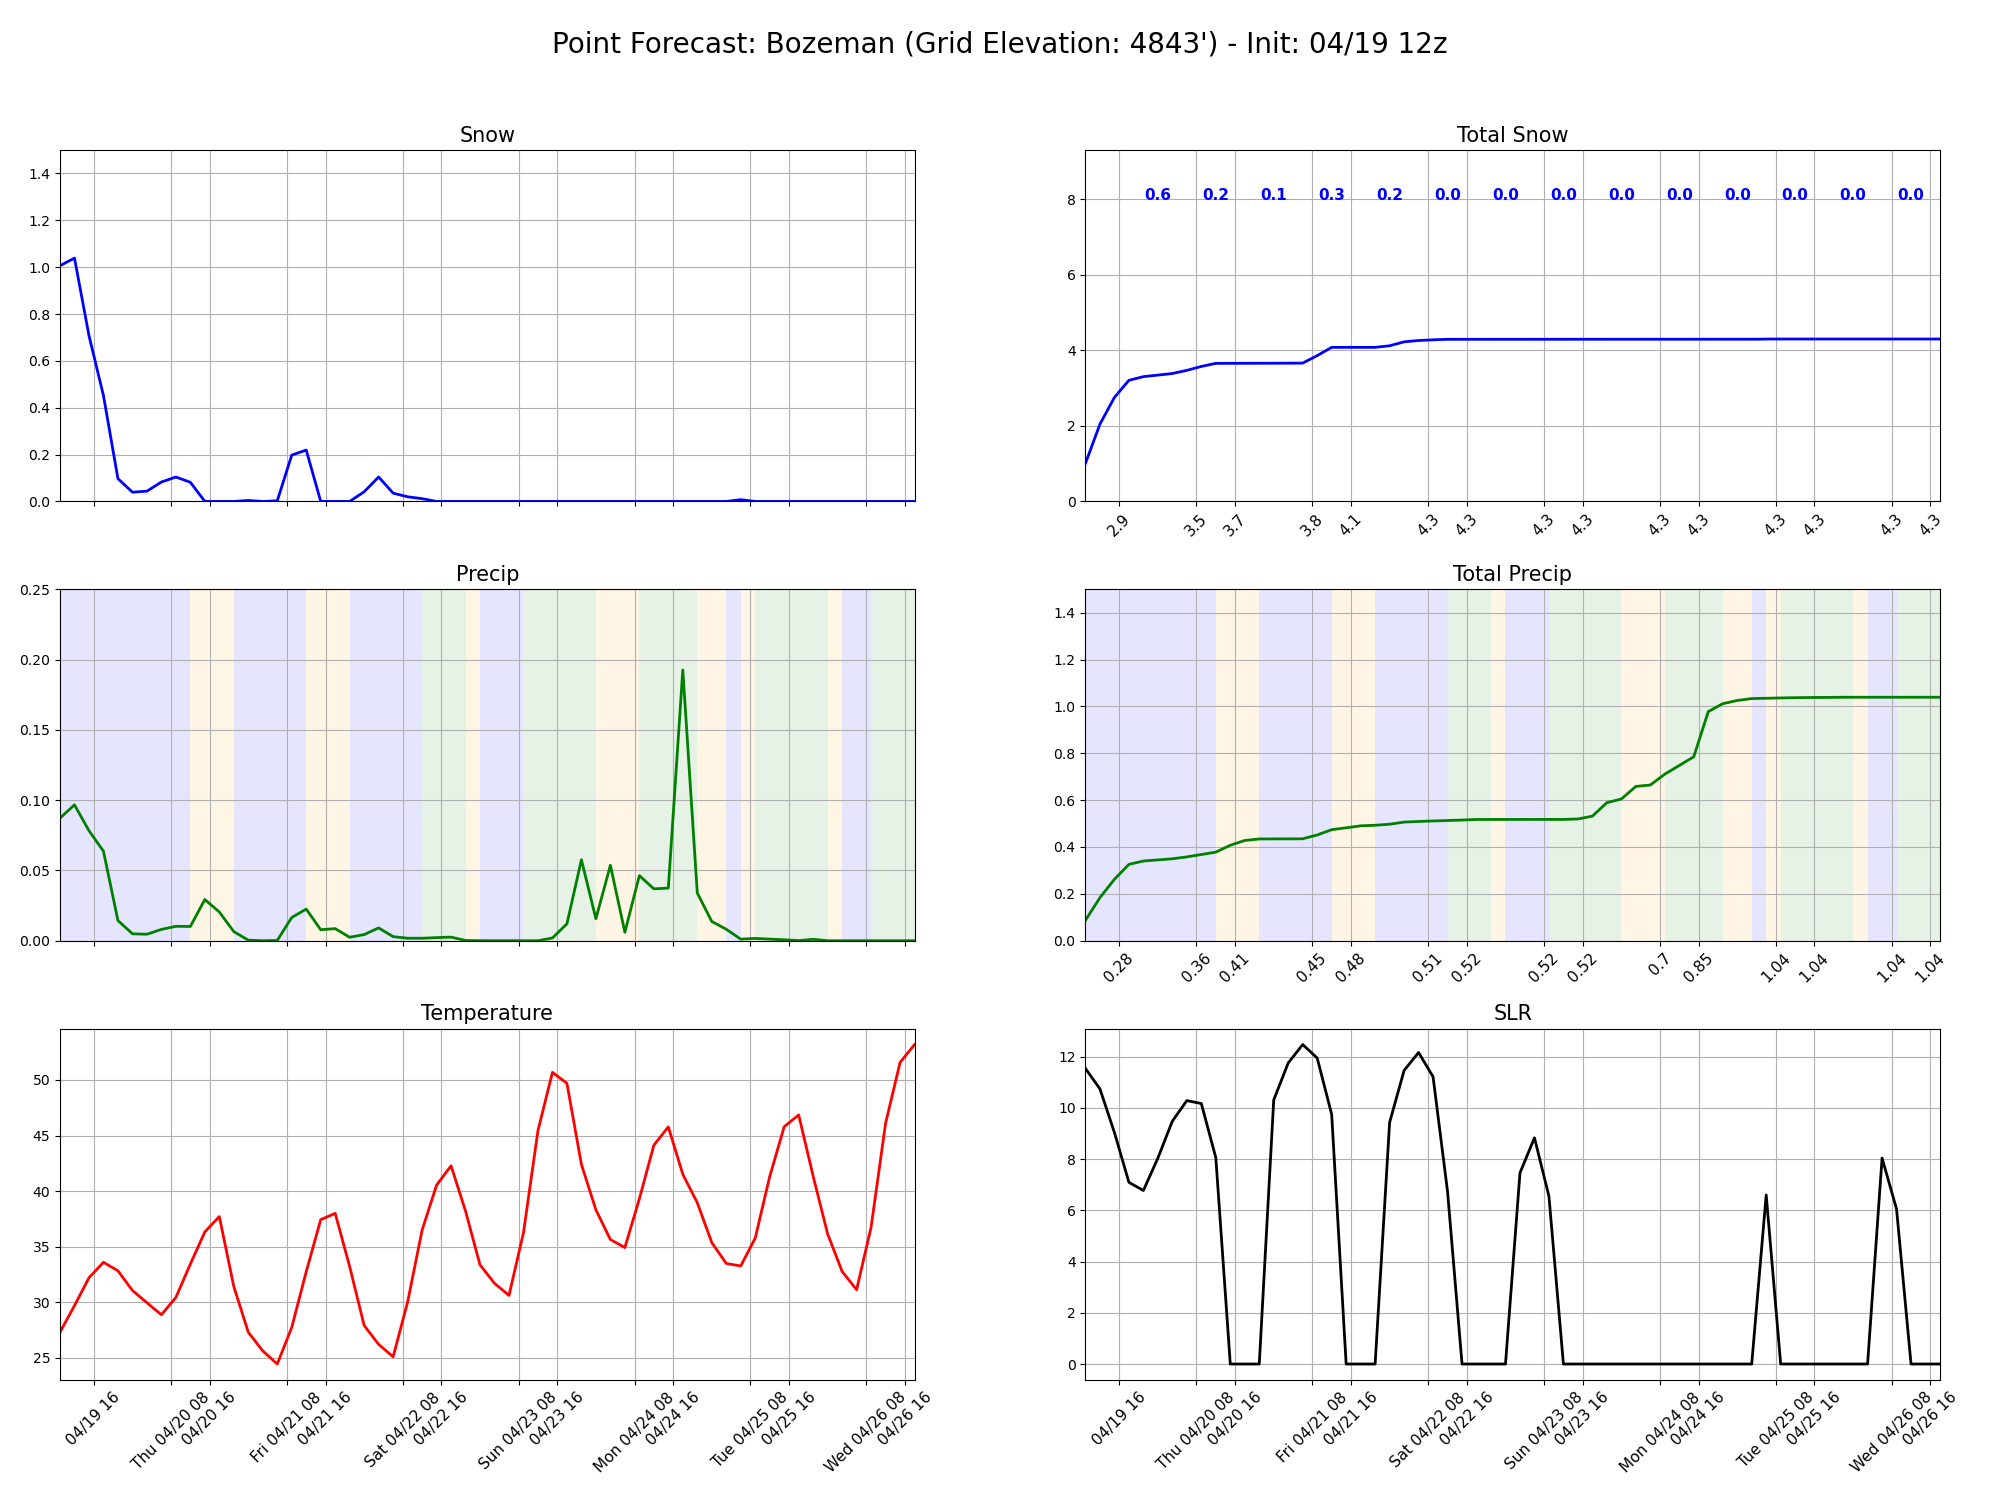 Point Forecast: Bozeman (Grid Elevation: 4843') - Init: 04/19 12z
Snow
1.4
1.2
1.0
0.8
0.6
0.4
0.2
0.0
Total Snow
8
6
4
2
0
0.6 0.2 0.1 0.3 0.2 0.0 0.0 0.0 0.0 0.0 0.0 0.0 0.0 0.0
2.9 3.5 3.7 3.8 4.1 4.3 4.3 4.3 4.3 4.3 4.3 4.3 4.3 4.3 4.3
Precip
0.25
0.20
0.15
0.10
0.05
0.00
Total Precip
1.4
1.2
1.0
0.8
0.6
0.4
0.2
0.0
0.28 0.36 0.41 0.45 0.48 0.51 0.52 0.52 0.52 0.7 0.85 1.04 1.04 1.04 1.04
Temperature
50
45
40
35
30
25
04/19 16
Thu 04/20 08
04/20 16
Fri 04/21 08
04/21 16
Sat 04/22 08
04/22 16
Sun 04/23 08
04/23 16
Mon 04/24 08
04/24 16
Tue 04/25 08
04/25 16
Wed 04/26 08
04/26 16
SLR
12
10
8
6
4
2
0
04/19 16
Thu 04/20 08
04/20 16
Fri 04/21 08
04/21 16
Sat 04/22 08
04/22 16
Sun 04/23 08
04/23 16
Mon 04/24 08
04/24 16
Tue 04/25 08
04/25 16
Wed 04/26 08
04/26 16